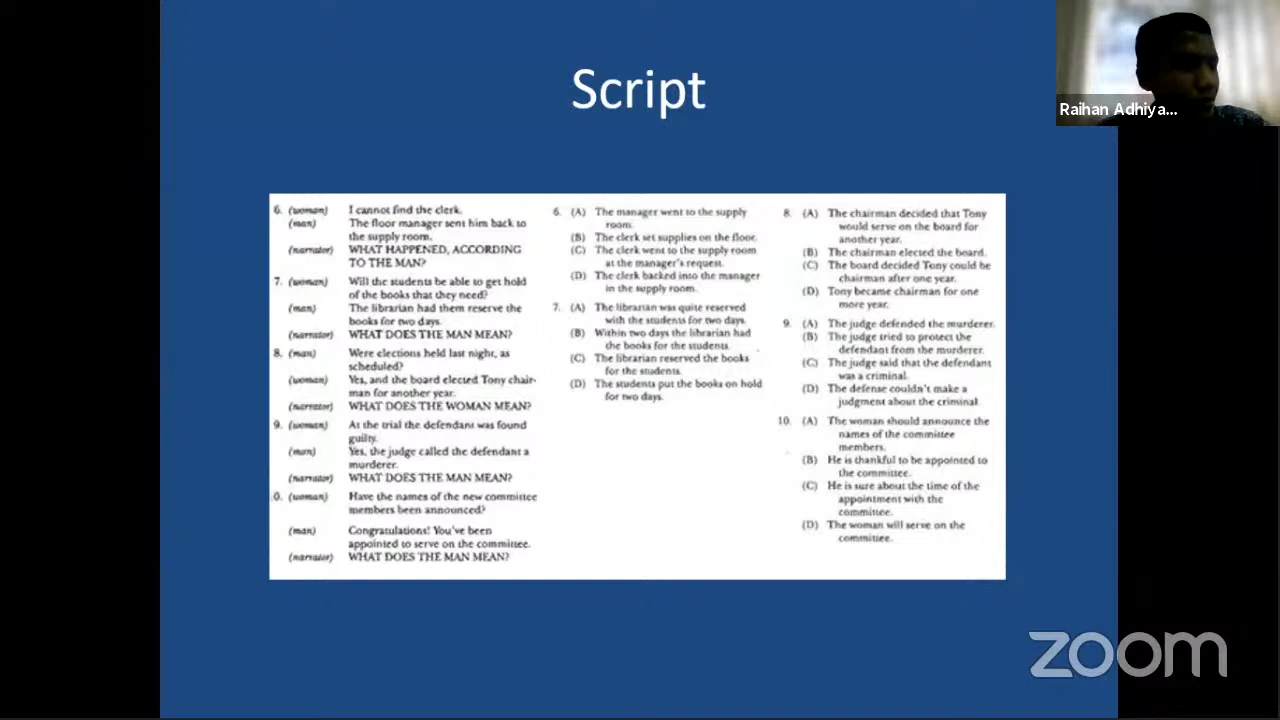 Script
Raihan Adhiya...
6. (woman) I cannot find the clerk.
(man) The floor manager sent him back to
the supply room.
(narrator) WHAT HAPPENED, ACCORDING
TO THE MAN?
7. (woman) Will the students be able to get hold
of the books that they need?
(man) The librarian had them reserve the
books for two days.
(narrator) WHAT DOES THE MAN MEAN?
8. (man) Were elections held last night, as
scheduled?
(woman) Yes, and the board elected Tony chair-
man for another year.
(narrator) WHAT DOES THE WOMAN MEAN?
9. (woman) At the trial the defendant was found
guilty.
(man) Yes, the judge called the defendant a
murderer.
(narrator) WHAT DOES THE MAN MEAN?
0. (woman) Have the names of the new committee
members been announced?
(man) Congratulations! You've been
appointed to serve on the committee.
(narrator) WHAT DOES THE MAN MEAN?
6. (A) The manager went to the supply
room.
(B) The clerk set supplies on the floor.
(C) The clerk went to the supply room
at the manager's request.
(D) The clerk backed into the manager
in the supply room.
7. (A) The librarian was quite reserved
with the students for two days.
(B) Within two days the librarian had
the books for the students.
(C) The librarian reserved the books
for the students.
(D) The students put the books on hold
for two days.
8. (A) The chairman decided that Tony
would serve on the board for
another year.
(B) The chairman elected the board.
(C) The board decided Tony could be
chairman after one year.
(D) Tony became chairman for one
more year.
9. (A) The judge defended the murderer.
(B) The judge tried to protect the
defendant from the murderer.
(C) The judge said that the defendant
was a criminal.
(D) The defense couldn't make a
judgment about the criminal.
10. (A) The woman should announce the
names of the committee
members.
(B) He is thankful to be appointed to
the committee.
(C) He is sure about the time of the
appointment with the
committee.
(D) The woman will serve on the
committee.
zoom